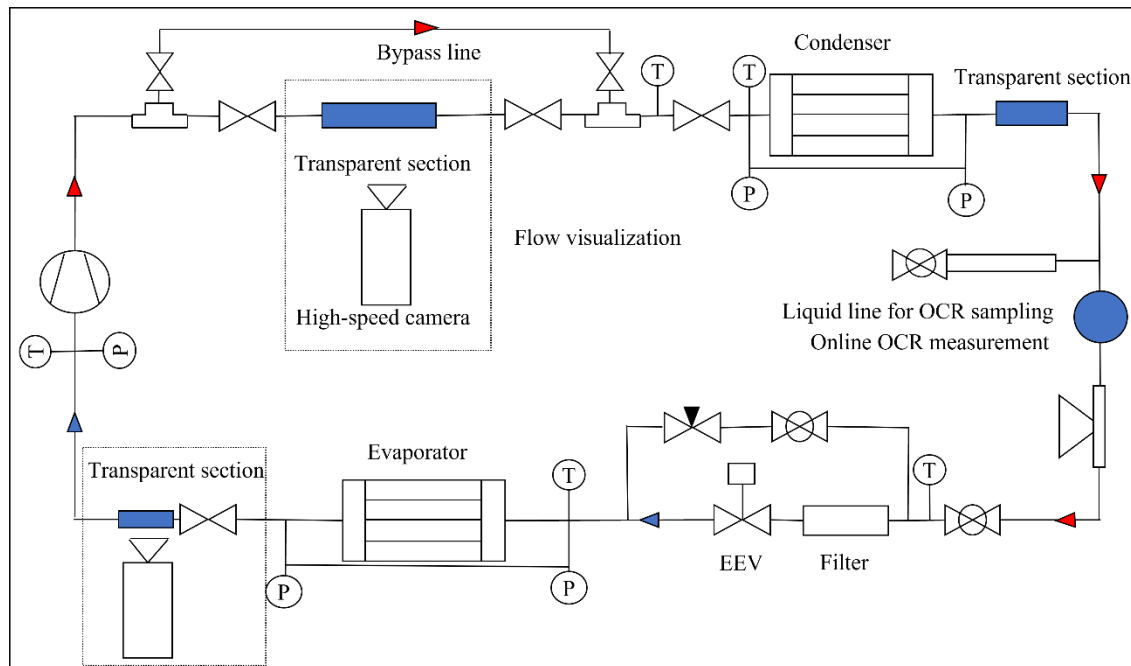 Bypass line
Condenser
T
T
Transparent section
Transparent section
P
P
Flow visualization
High-speed camera
Liquid line for OCR sampling
Online OCR measurement
T
P
Transparent section
Evaporator
T
T
EEV
Filter
P
P